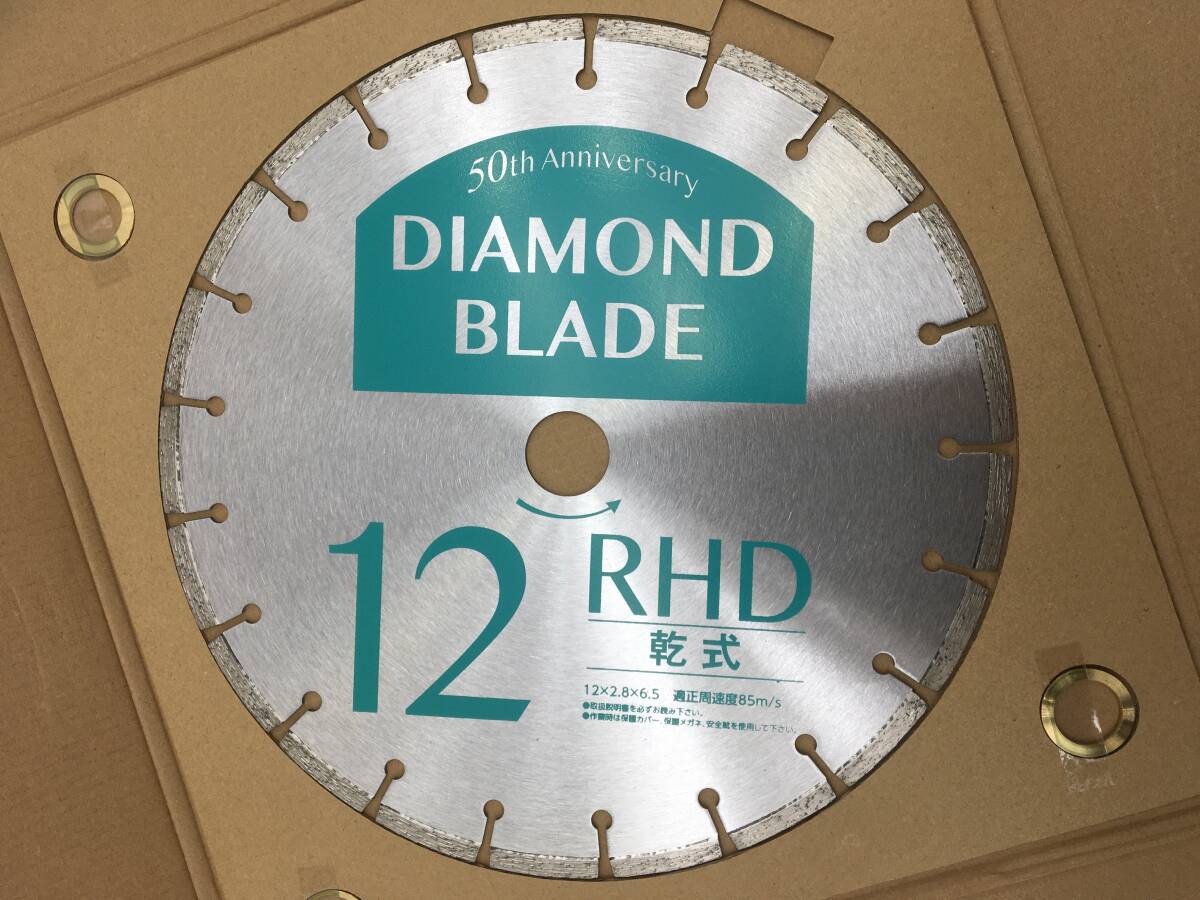 50th Anniversary
DIAMOND
BLADE
12
RHD
乾式
12×2.8×6.5 適正周速度85m/s
●取扱説明書を必ずお読み下さい。
●作業時は保護カバー、保護メガネ、安全靴を使用して下さい。